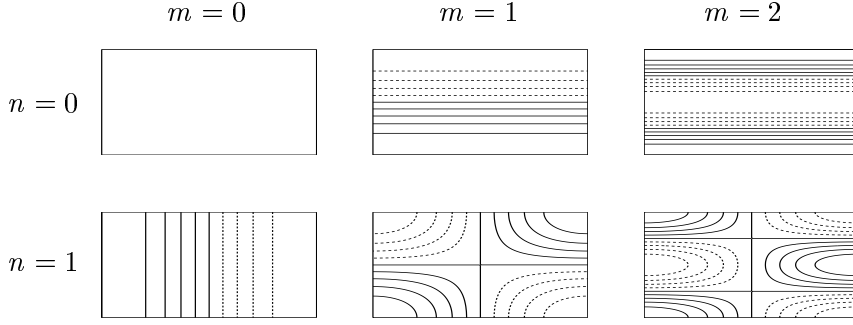 m = 0
m = 1
m = 2
n = 0
n = 1